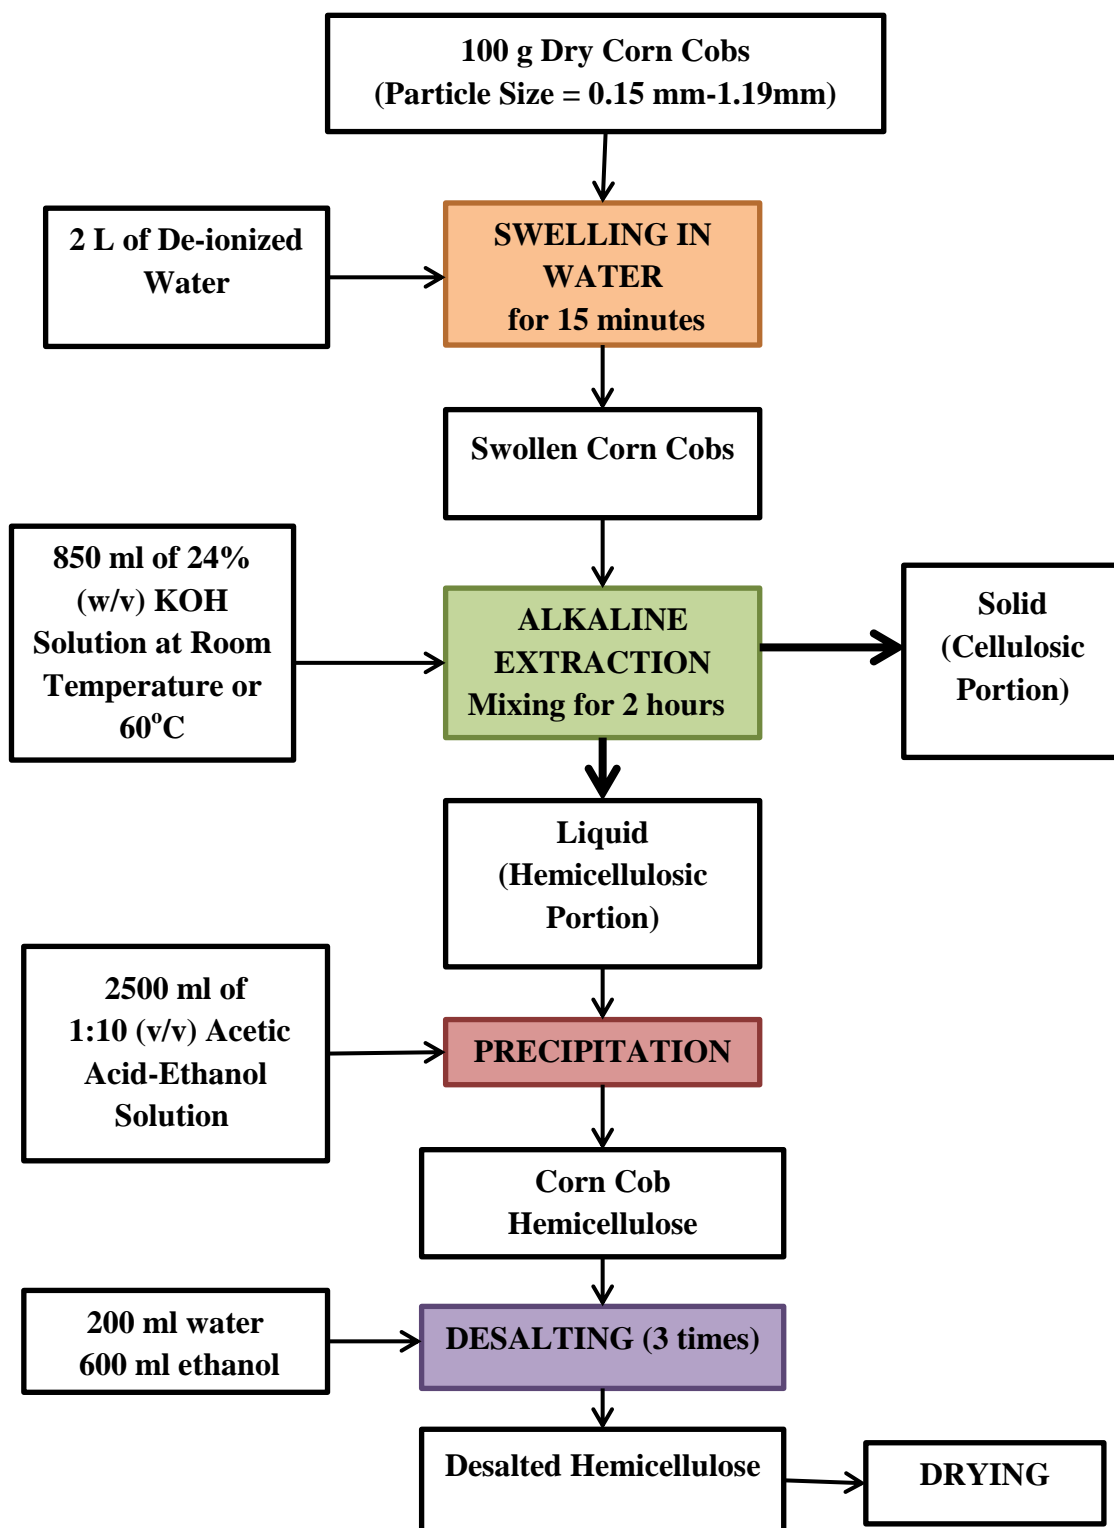 100 g Dry Corn Cobs
(Particle Size = 0.15 mm-1.19mm)
2 L of De-ionized
Water
SWELLING IN
WATER
for 15 minutes
Swollen Corn Cobs
850 ml of 24%
(w/v) KOH
Solution at Room
Temperature or
60°C
ALKALINE
EXTRACTION
Mixing for 2 hours
Solid
(Cellulosic
Portion)
Liquid
(Hemicellulosic
Portion)
2500 ml of
1:10 (v/v) Acetic
Acid-Ethanol
Solution
PRECIPITATION
Corn Cob
Hemicellulose
200 ml water
600 ml ethanol
DESALTING (3 times)
Desalted Hemicellulose
DRYING